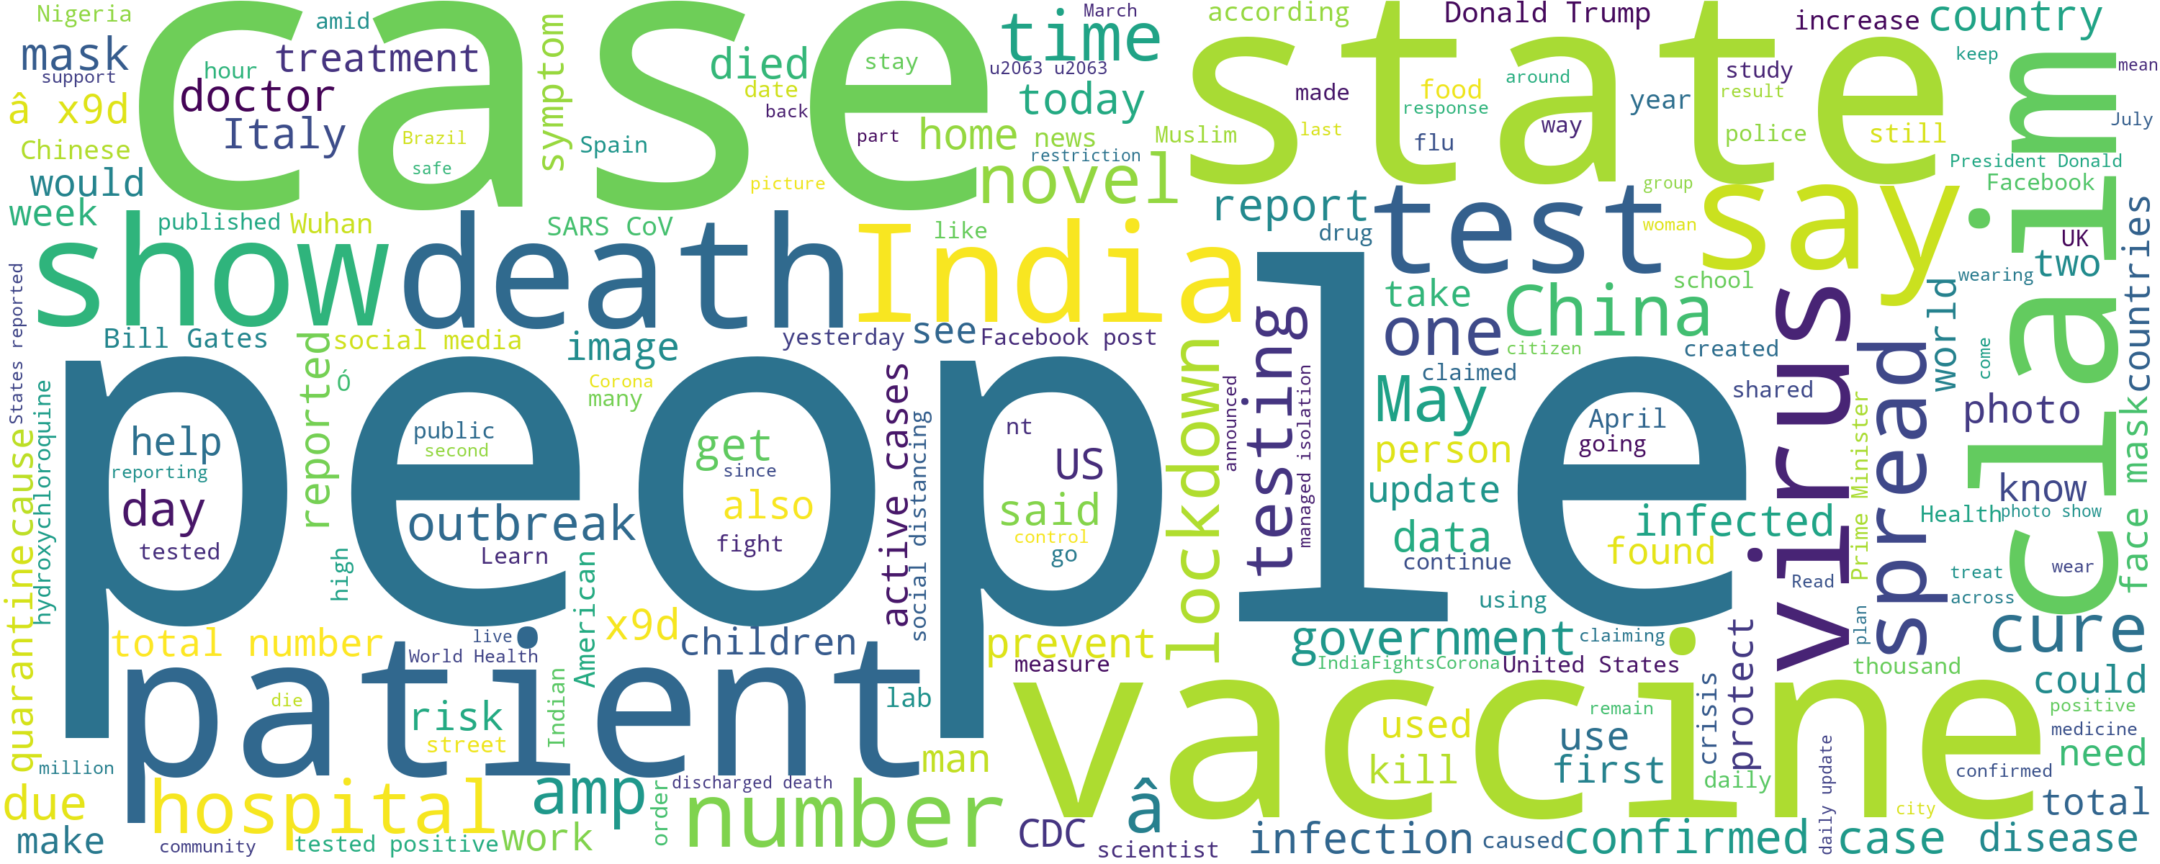 Nigeria
amid
case
March
time
according
state
Donald Trump
increase
country
mask
support
hour
treatment
symptom
died
stay
u2063 u2063
keep
claim
mean
â x9d
doctor
date
back
today
made
food
response
around
study
result
year
Italy
Brazil
Spain
part
home
news
Muslim
last
flu
way
police
still
July
Chinese
safe
picture
restriction
novel
President Donald
Facebook
would
week
published
Wuhan
SARS CoV
like
report
drug
test
group
woman
say
UK
two
countries
wearing
show
death
India
school
take
China
States reported
Bill Gates
reported
social media
image
yesterday
see
Facebook post
one
citizen
created
claimed
shared
virus
world
come
people
Ó
Corona
many
active cases
lockdown
testing
announced
managed isolation
May
April
going
person
Prime Minister
spread
photo
face mask
quarantine
cause
hydroxychloroquine
help
reporting
public
second
get
since
social distancing
nt
US
know
day
outbreak
also
said
update
infected
Health
photo show
tested
high
Learn
fight
control
go
data
continue
found
Read
treat
wear
across
American
total number
live
World Health
x9d
children
prevent
measure
using
government
claiming
IndiaFightsCorona
United States
protect
plan
cure
thousand
patient
die
Indian
lab
vaccine
crisis
could
risk
street
used
remain
use
positive
medicine
million
man
kill
first
daily
daily update
confirmed
need
due
hospital
amp
discharged death
order
number
â
city
total
make
community
tested positive
work
CDC
scientist
infection
caused
confirmed case
disease